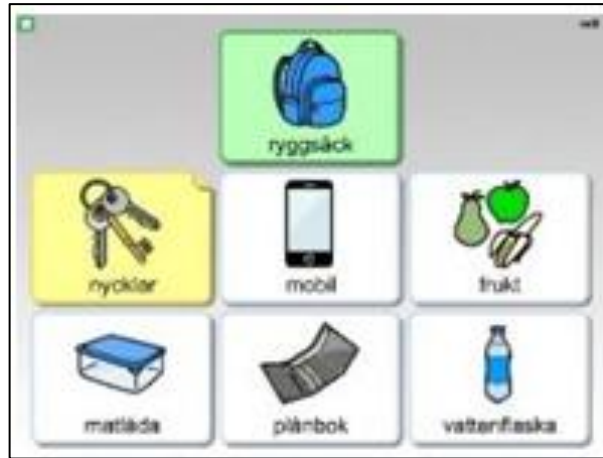 ryggsäck
nycklar
mobil
frukt
matlåda
plånbok
vattenflaska